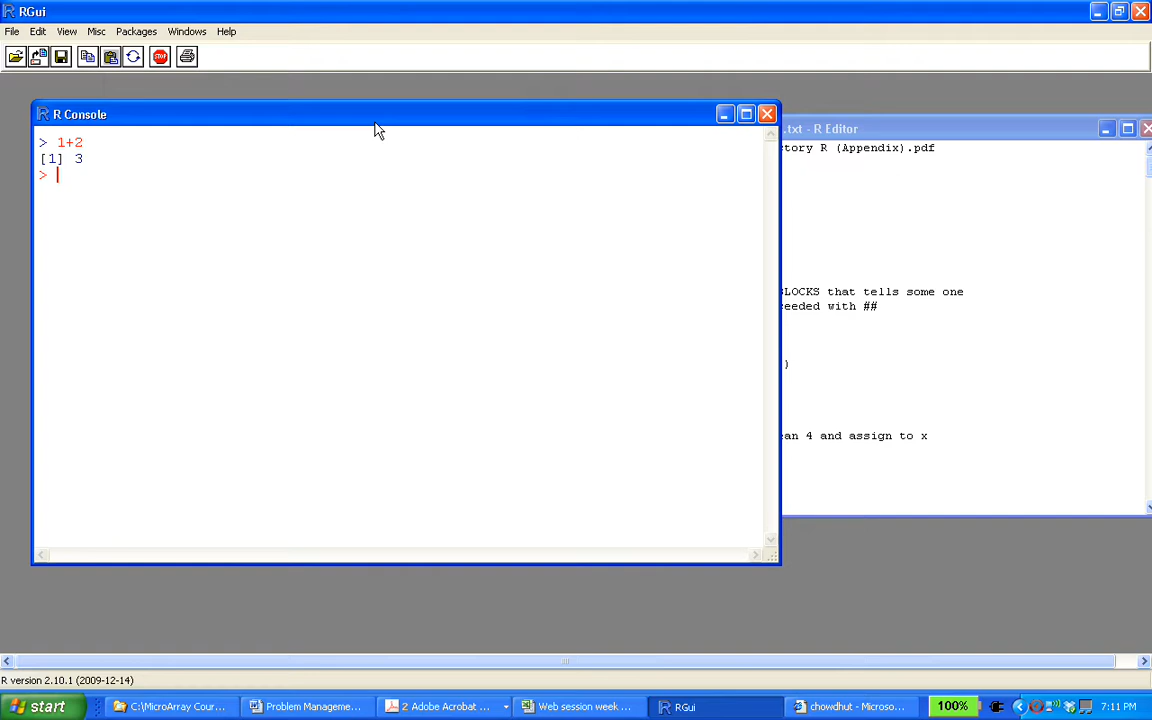 RGui
File Edit View Misc Packages Windows Help
STOP
R Console
> 1+2
[1] 3
>
.txt - R Editor
tory R (Appendix).pdf
LOCKS that tells some one
eeded with ##
)
an 4 and assign to x
R version 2.10.1 (2009-12-14)
start
C:\MicroArray Cour...
Problem Manageme...
2 Adobe Acrobat ...
Web session week ...
RGui
chowdhut - Microso...
100%
7:11 PM